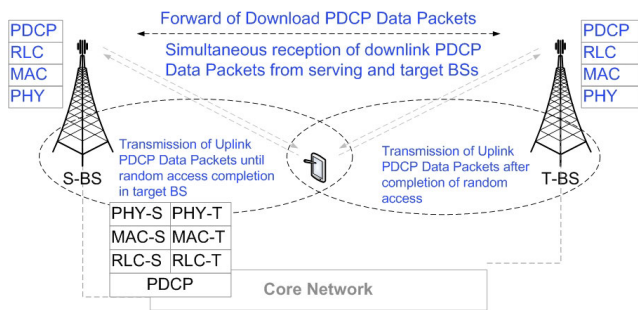 Forward of Download PDCP Data Packets
PDCP
RLC
MAC
PHY
Simultaneous reception of downlink PDCP
Data Packets from serving and target BSs
PDCP
RLC
MAC
PHY
Transmission of Uplink
PDCP Data Packets until
random access completion
in target BS
Transmission of Uplink
PDCP Data Packets after
completion of random
access
S-BS
T-BS
PHY-S PHY-T
MAC-S MAC-T
RLC-S RLC-T
PDCP
Core Network